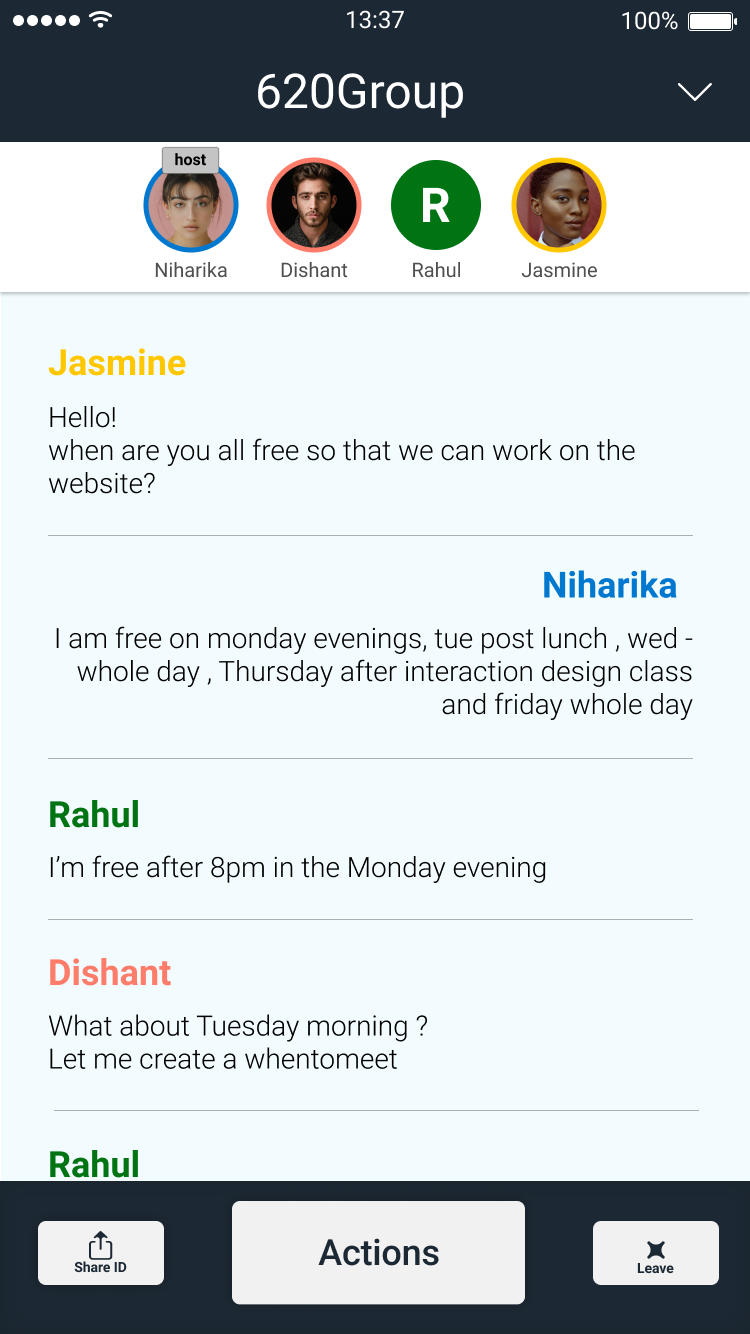 13:37
100%
620Group
host
Niharika
Dishant
R
Rahul
Jasmine
Jasmine
Hello!
when are you all free so that we can work on the
website?
Niharika
I am free on monday evenings, tue post lunch , wed -
whole day , Thursday after interaction design class
and friday whole day
Rahul
I’m free after 8pm in the Monday evening
Dishant
What about Tuesday morning ?
Let me create a whentomeet
Rahul
Share ID
Actions
Leave